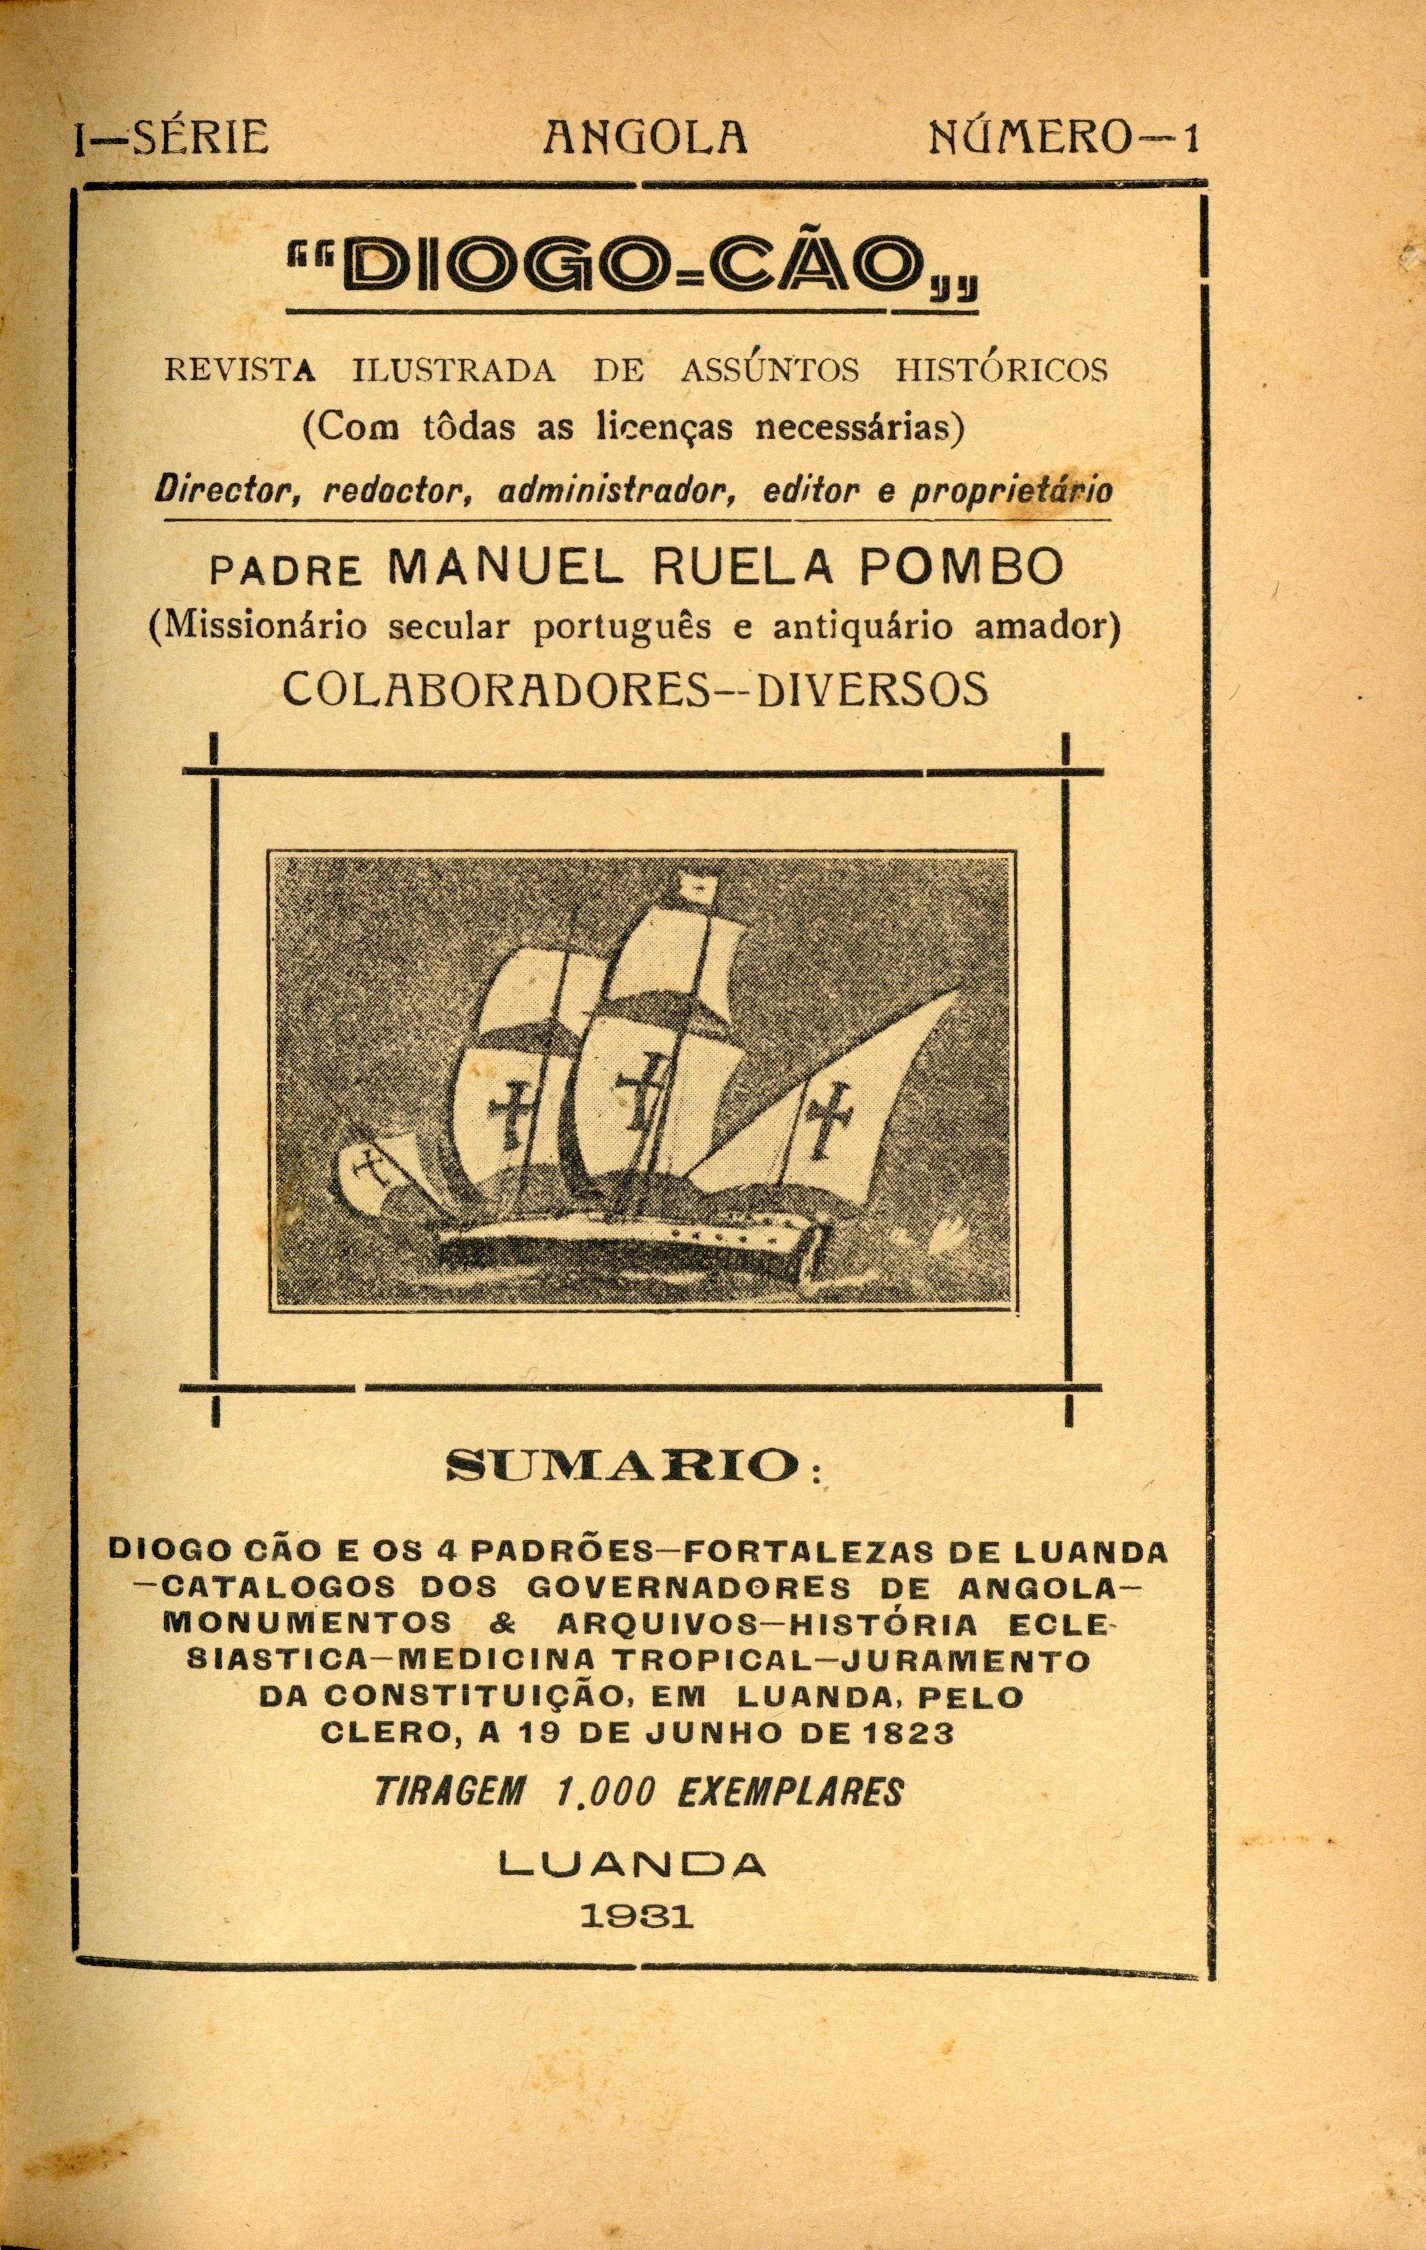 I—SÉRIE ANGOLA NÚMERO—1
“DIOGO=CÃO„
REVISTA ILUSTRADA DE ASSÚNTOS HISTÓRICOS
(Com tôdas as licenças necessárias)
Director, redactor, administrador, editor e proprietário
PADRE MANUEL RUELA POMBO
(Missionário secular português e antiquário amador)
COLABORADORES--DIVERSOS
SUMARIO:
DIOGO CÃO E OS 4 PADRÕES—FORTALEZAS DE LUANDA
—CATALOGOS DOS GOVERNADORES DE ANGOLA—
MONUMENTOS & ARQUIVOS—HISTÓRIA ECLE-
SIASTICA—MEDICINA TROPICAL—JURAMENTO
DA CONSTITUIÇÃO, EM LUANDA, PELO
CLERO, A 19 DE JUNHO DE 1823
TIRAGEM 1.000 EXEMPLARES
LUANDA
1931